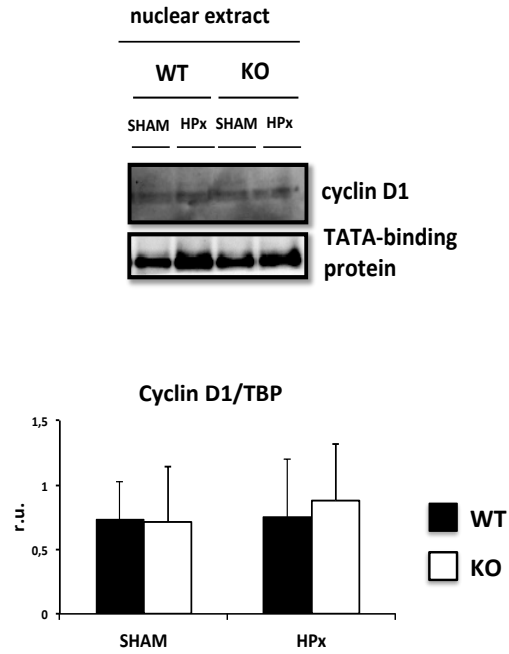 nuclear extract
WT KO
SHAM HPx SHAM HPx
cyclin D1
TATA-binding
protein
Cyclin D1/TBP
1,5
1
0,5
0
r.u.
SHAM HPx
WT
KO